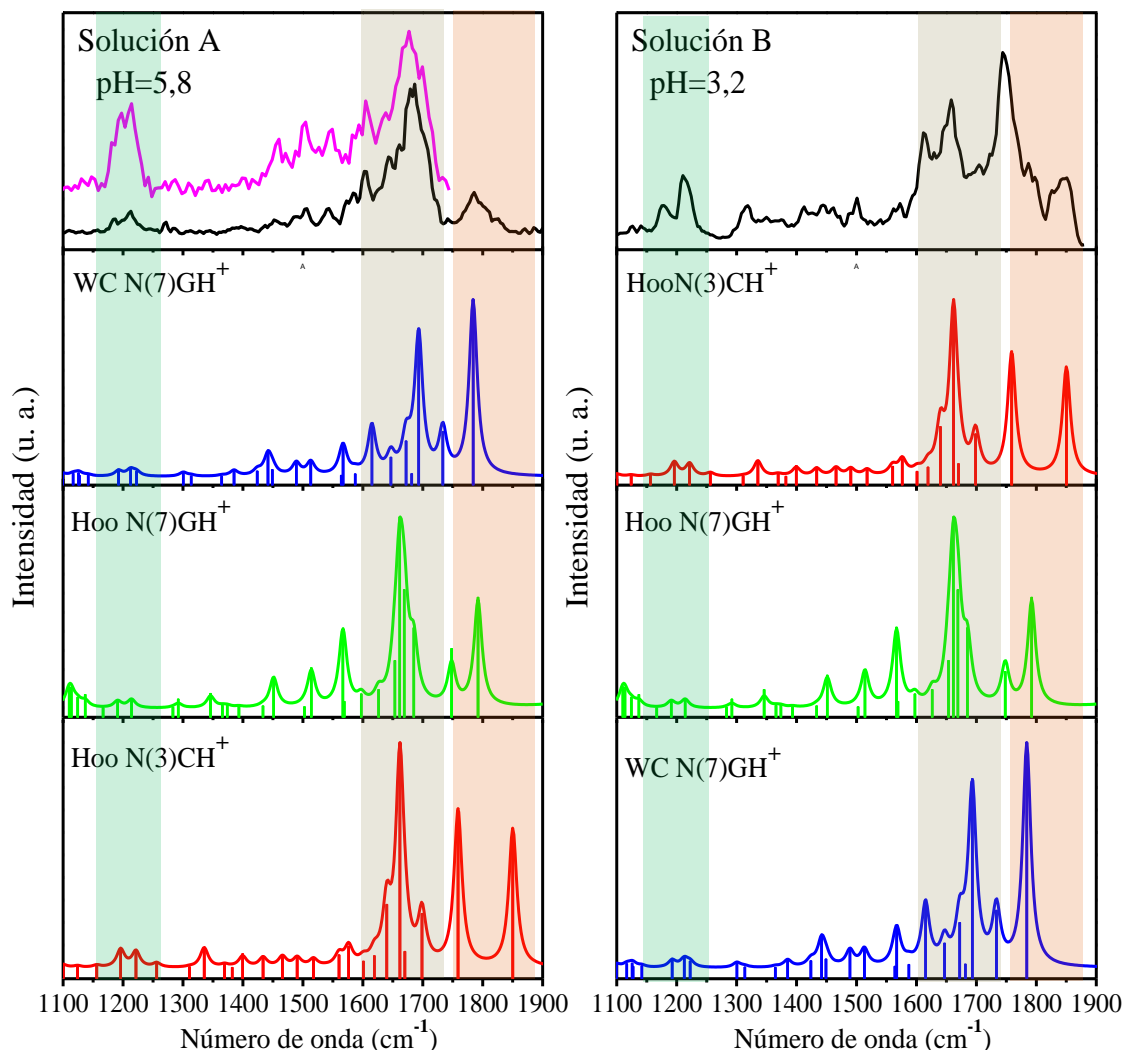 Solución A
pH=5,8
WC N(7)GH+
Hoo N(7)GH+
Hoo N(3)CH+
Intensidad (u. a.)
1100 1200 1300 1400 1500 1600 1700 1800 1900
Número de onda (cm-1)
Solución B
pH=3,2
A
A
HooN(3)CH+
Hoo N(7)GH+
WC N(7)GH+
Intensidad (u. a.)
1100 1200 1300 1400 1500 1600 1700 1800 1900
Número de onda (cm-1)